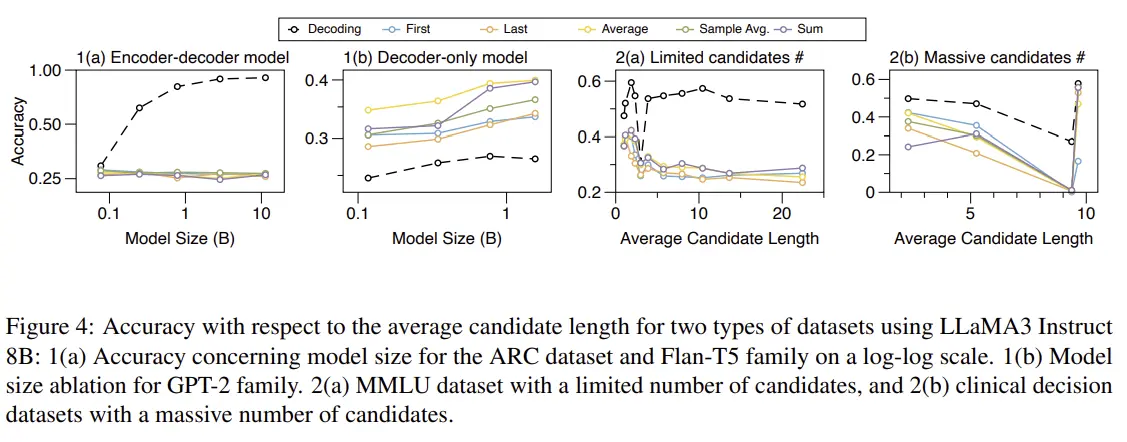 Decoding First Last Average Sample Avg. Sum
1(a) Encoder-decoder model
1.00
0.50
0.25
Accuracy
0.1 1 10
Model Size (B)
1(b) Decoder-only model
0.4
0.3
0.1 1
Model Size (B)
2(a) Limited candidates #
0.6
0.4
0.2
0 10 20
Average Candidate Length
2(b) Massive candidates #
0.6
0.4
0.2
0
5 10
Average Candidate Length
Figure 4: Accuracy with respect to the average candidate length for two types of datasets using LLaMA3 Instruct
8B: 1(a) Accuracy concerning model size for the ARC dataset and Flan-T5 family on a log-log scale. 1(b) Model
size ablation for GPT-2 family. 2(a) MMLU dataset with a limited number of candidates, and 2(b) clinical decision
datasets with a massive number of candidates.